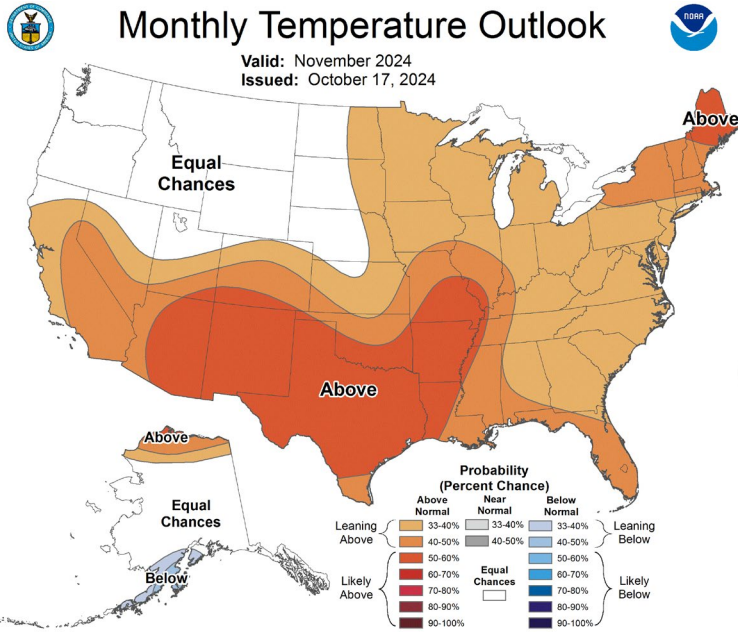 Monthly Temperature Outlook
NOAA
Valid: November 2024
Issued: October 17, 2024
Above
Equal
Chances
Above
Above
Equal
Chances
Below
Probability
(Percent Chance)
Above Normal
Near Normal
Below Normal
Leaning Above
33-40%
33-40%
33-40%
Leaning Below
40-50%
40-50%
40-50%
Likely Above
50-60%
Equal Chances
50-60%
Likely Below
60-70%
60-70%
70-80%
70-80%
80-90%
80-90%
90-100%
90-100%